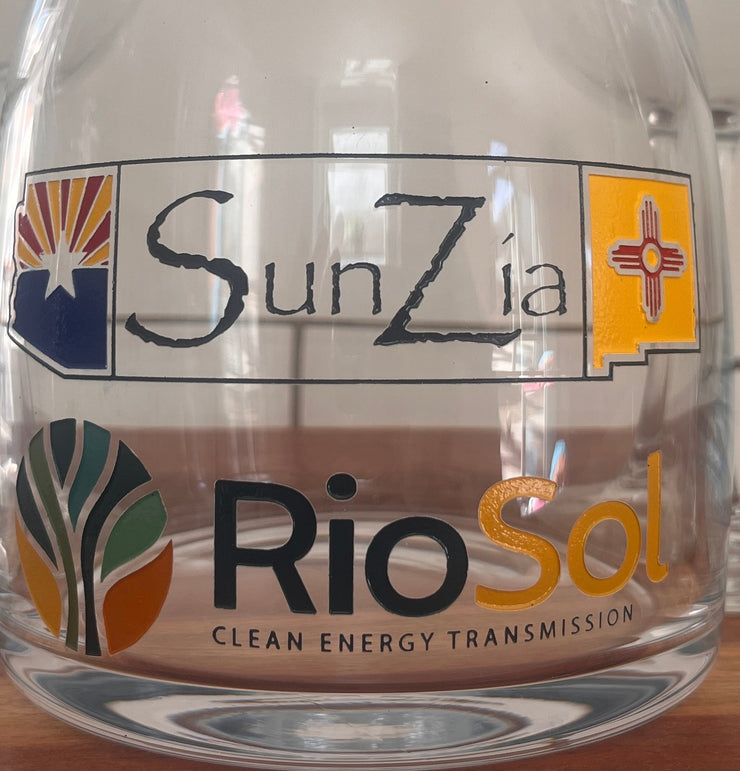 SunZía
RioSol
CLEAN ENERGY TRANSMISSION